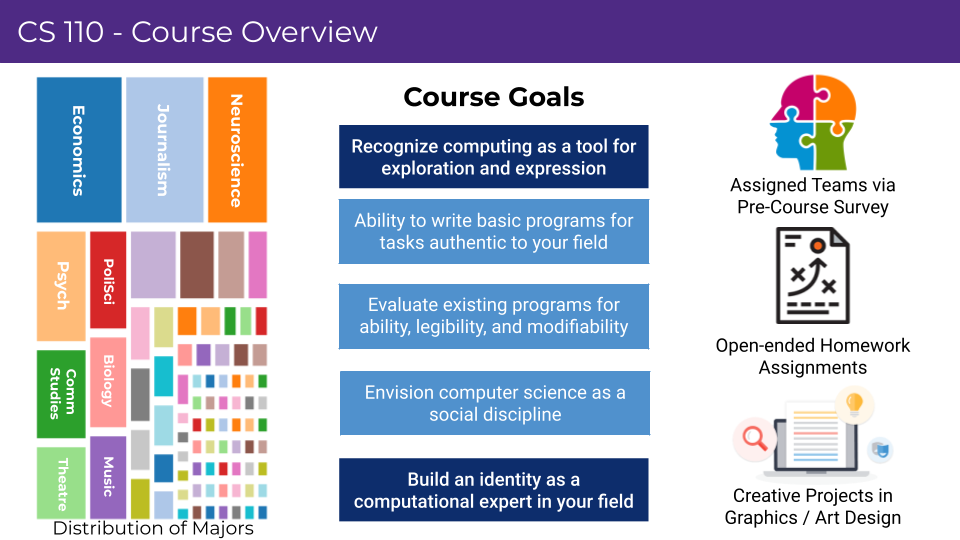 CS 110 - Course Overview
Economics
Journalism
Neuroscience
Psych
PoliSci
Comm
Studies
Biology
Theatre
Music
Distribution of Majors
Course Goals
Recognize computing as a tool for
exploration and expression
Ability to write basic programs for
tasks authentic to your field
Evaluate existing programs for
ability, legibility, and modifiability
Envision computer science as a
social discipline
Build an identity as a
computational expert in your field
Assigned Teams via
Pre-Course Survey
Open-ended Homework
Assignments
Creative Projects in
Graphics / Art Design